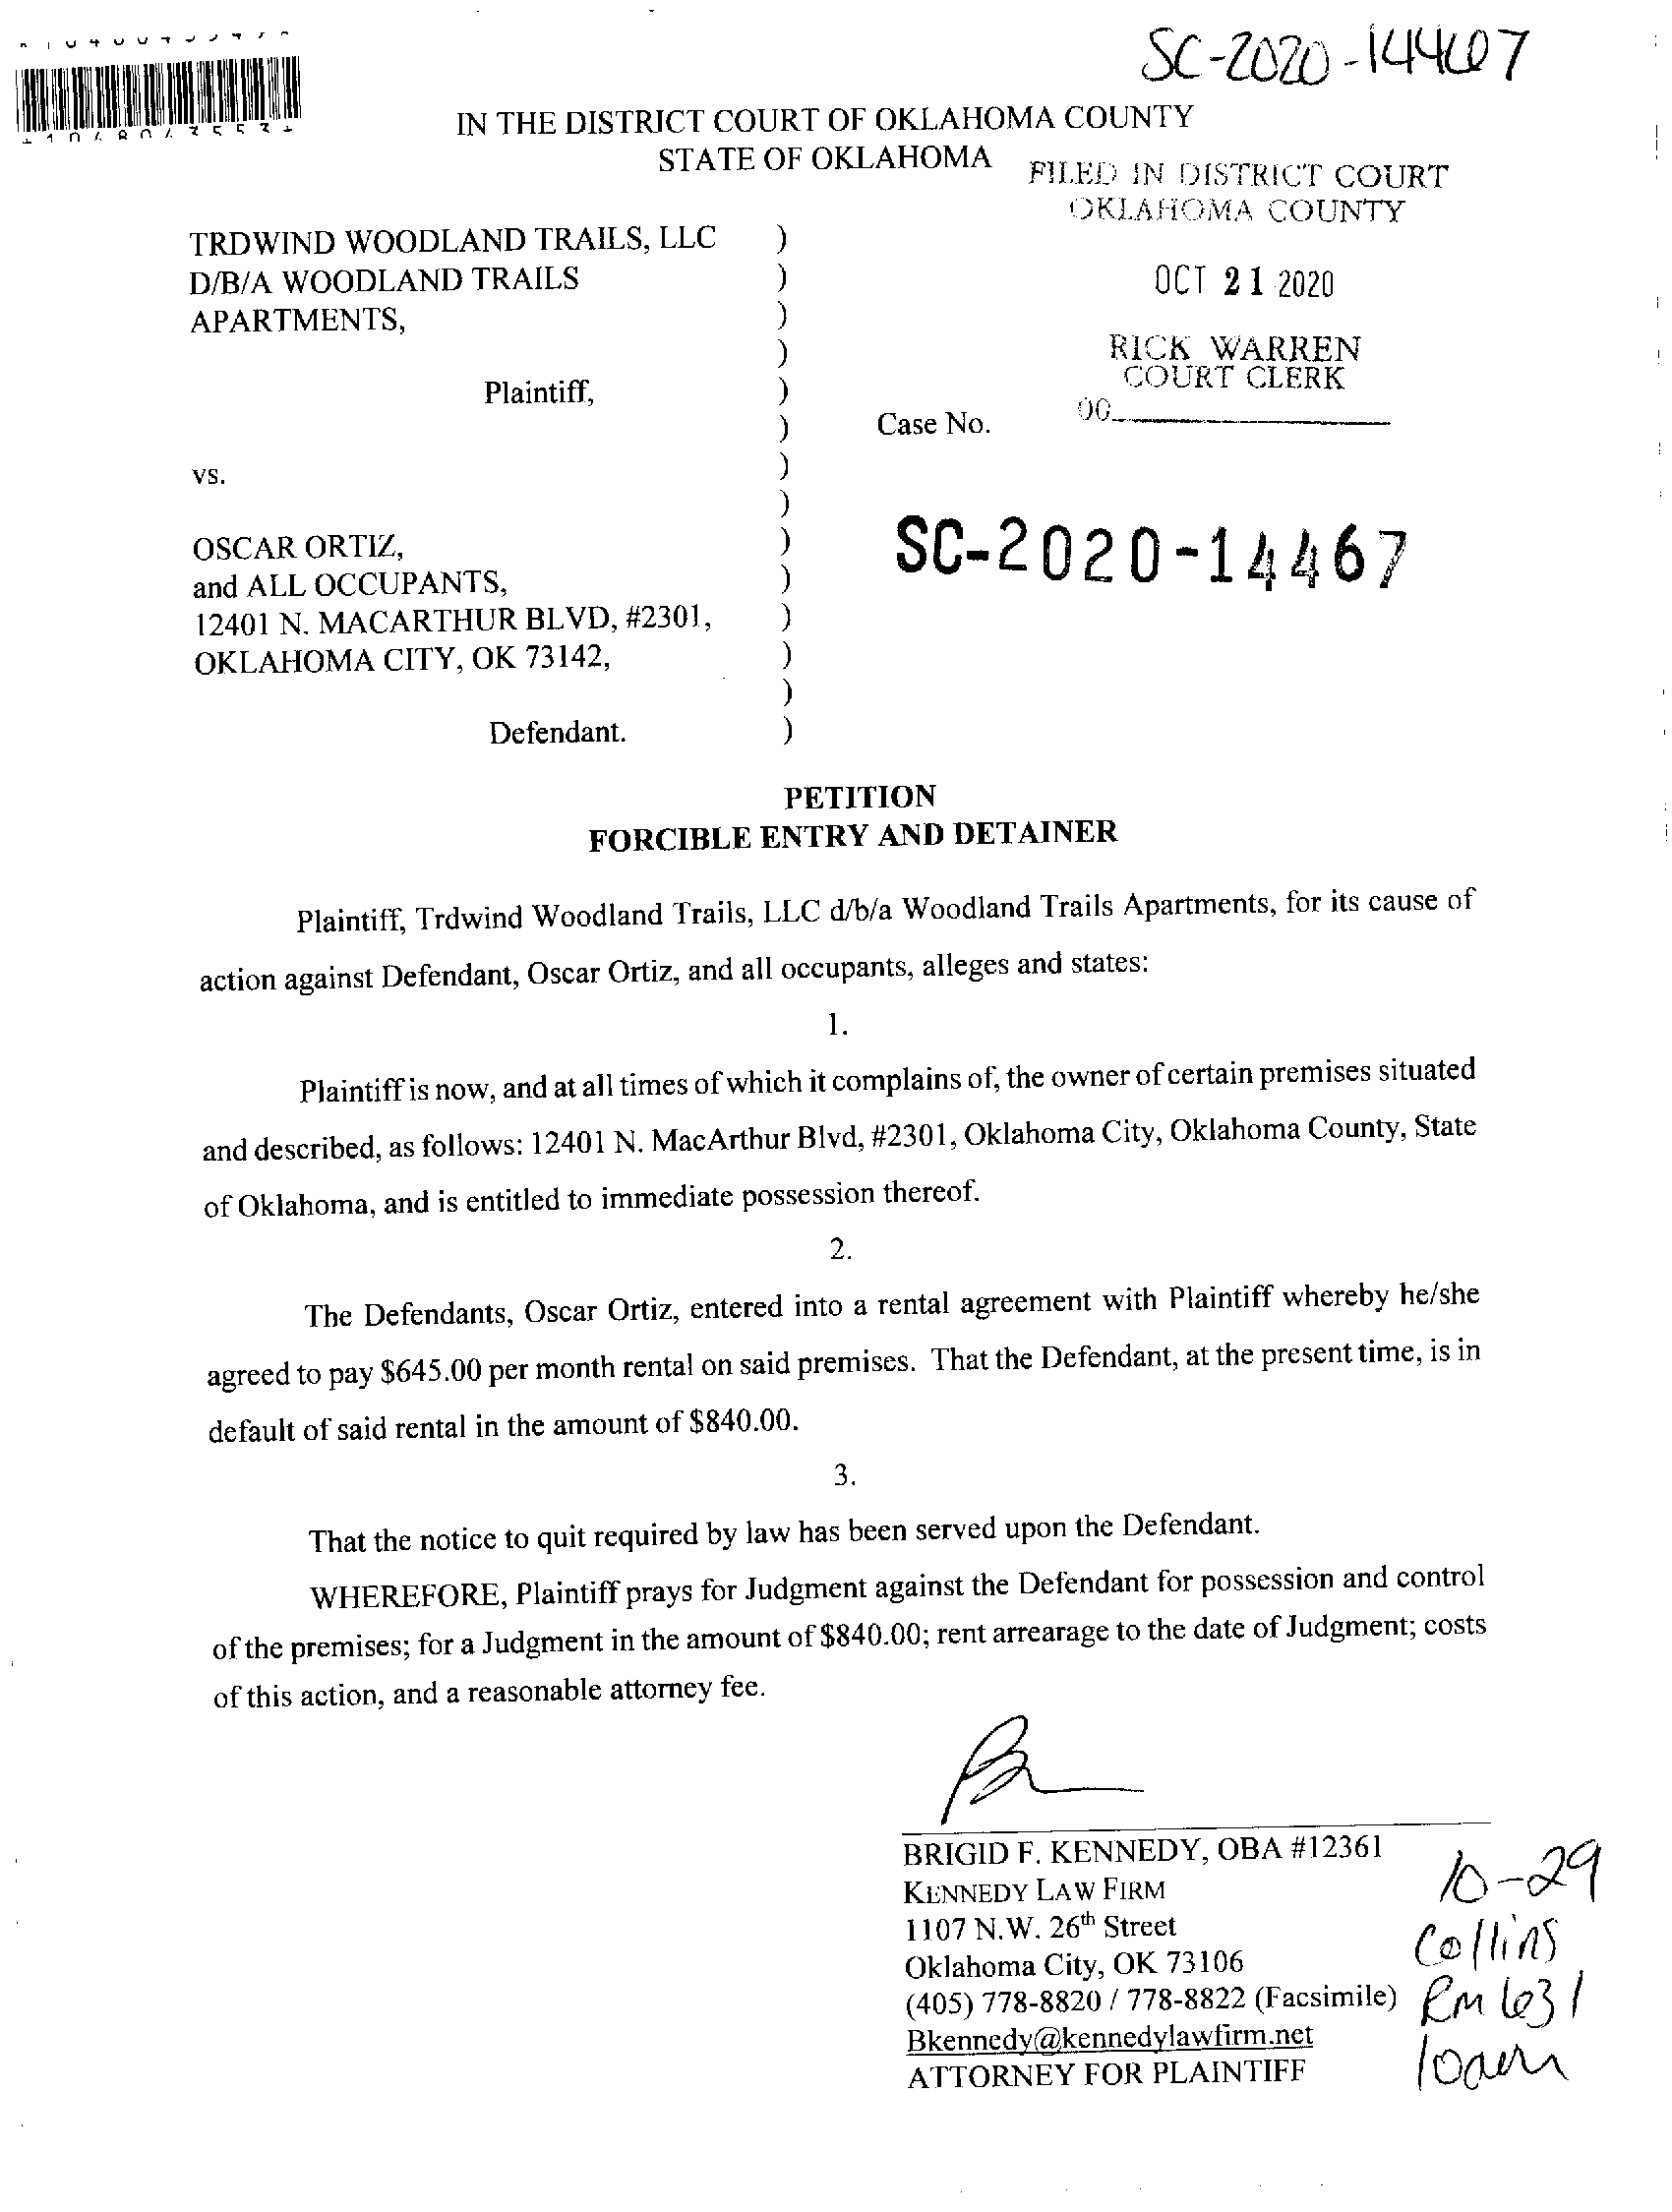 SC-2020-14467
IN THE DISTRICT COURT OF OKLAHOMA COUNTY
STATE OF OKLAHOMA
FILED IN DISTRICT COURT
OKLAHOMA COUNTY
TRDWIND WOODLAND TRAILS, LLC )
D/B/A WOODLAND TRAILS )
OCT 21 2020
APARTMENTS, )
)
RICK WARREN
COURT CLERK
Plaintiff, )
) Case No.
vs. )
)
OSCAR ORTIZ, )
SC-2020-14467
and ALL OCCUPANTS, )
12401 N. MACARTHUR BLVD, #2301, )
OKLAHOMA CITY, OK 73142, )
)
Defendant. )
PETITION
FORCIBLE ENTRY AND DETAINER
Plaintiff, Trdwind Woodland Trails, LLC d/b/a Woodland Trails Apartments, for its cause of
action against Defendant, Oscar Ortiz, and all occupants, alleges and states:
1.
Plaintiff is now, and at all times of which it complains of, the owner of certain premises situated
and described, as follows: 12401 N. MacArthur Blvd, #2301, Oklahoma City, Oklahoma County, State
of Oklahoma, and is entitled to immediate possession thereof.
2.
The Defendants, Oscar Ortiz, entered into a rental agreement with Plaintiff whereby he/she
agreed to pay $645.00 per month rental on said premises. That the Defendant, at the present time, is in
default of said rental in the amount of $840.00.
3.
That the notice to quit required by law has been served upon the Defendant.
WHEREFORE, Plaintiff prays for Judgment against the Defendant for possession and control
of the premises; for a Judgment in the amount of $840.00; rent arrearage to the date of Judgment; costs
of this action, and a reasonable attorney fee.
BRIGID F. KENNEDY, OBA #12361
KENNEDY LAW FIRM
1107 N.W. 26th Street
Oklahoma City, OK 73106
(405) 778-8820 / 778-8822 (Facsimile)
Bkennedy@kennedylawfirm.net
ATTORNEY FOR PLAINTIFF
10-29
Collins
Rm 631
10am